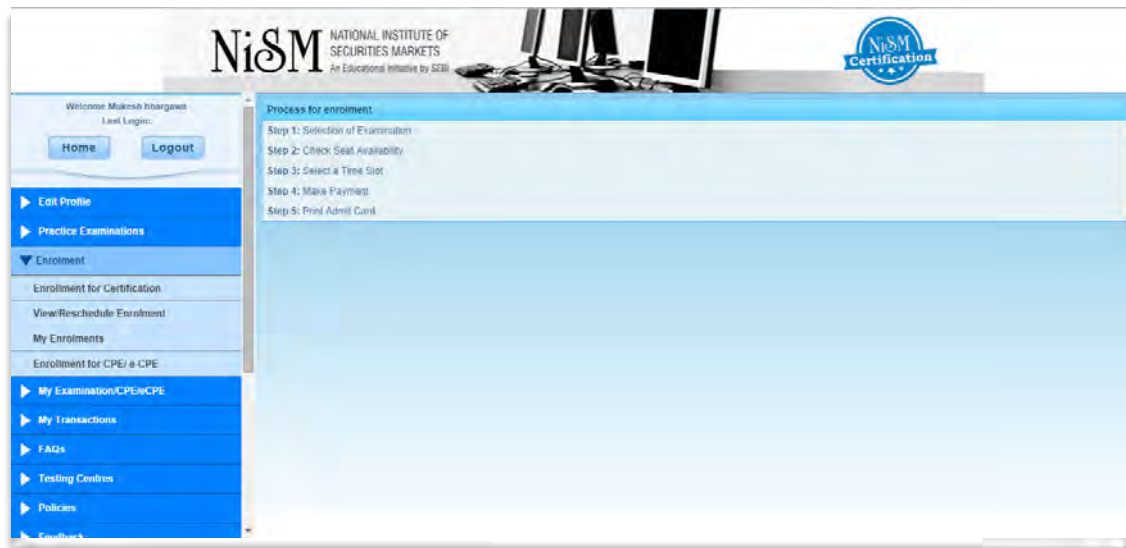 NiSM
NATIONAL INSTITUTE OF
SECURITIES MARKETS
An Educational Initiative by SEBI
NiSM
Certification
Welcome Mukesh bhargawa
Last Login:
Home Logout
Edit Profile
Practice Examinations
Enrolment
Enrollment for Certification
View/Reschedule Enrolment
My Enrolments
Enrollment for CPE/ e-CPE
My Examination/CPE/eCPE
My Transactions
FAQs
Testing Centres
Policies
Feedback
Process for enrolment
Step 1: Selection of Examination
Step 2: Check Seat Availability
Step 3: Select a Time Slot
Step 4: Make Payment
Step 5: Print Admit Card